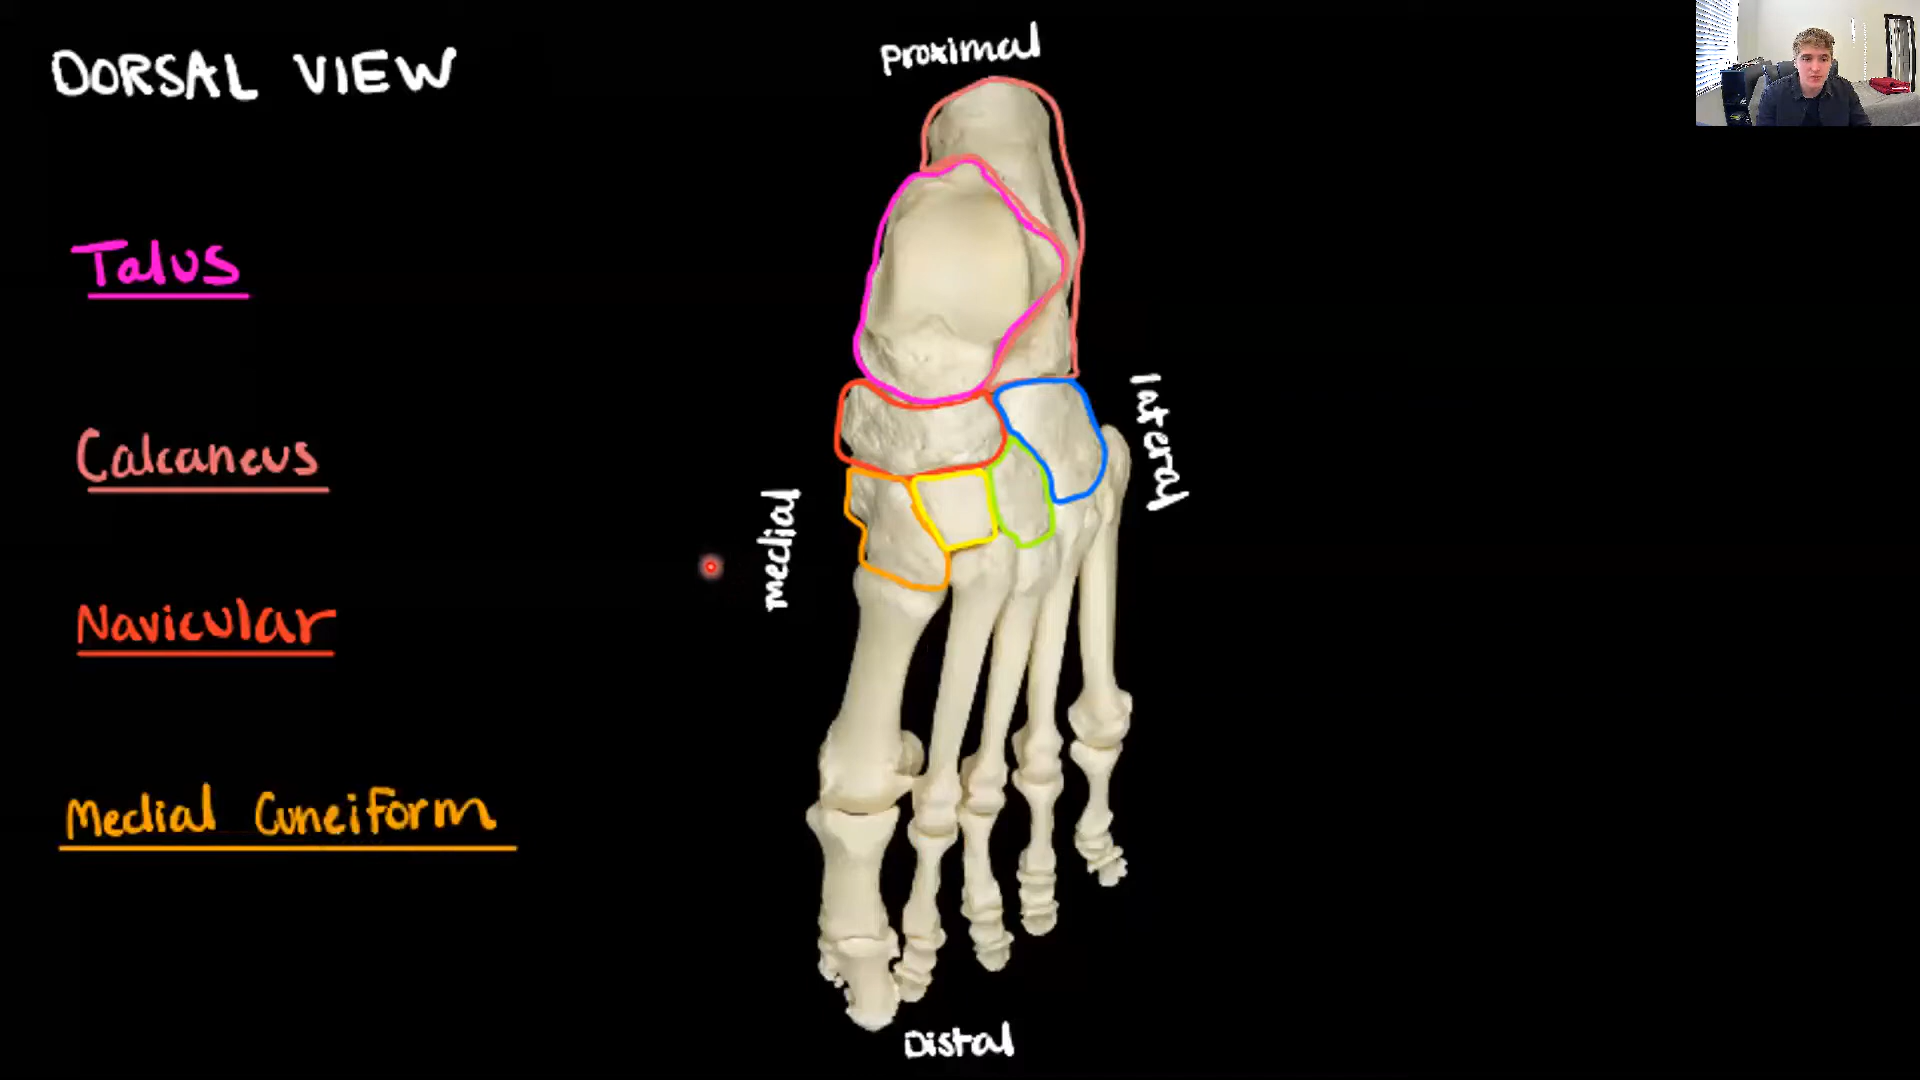 DORSAL VIEW
Proximal
Talus
lateral
Calcaneus
medial
Navicular
Medial Cuneiform
Distal